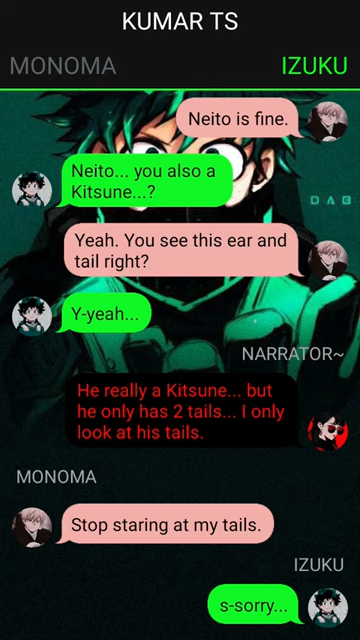 KUMAR TS
MONOMA
IZUKU
Neito is fine.
Neito... you also a
Kitsune...?
DAB
Yeah. You see this ear and
tail right?
Y-yeah...
NARRATOR~
He really a Kitsune... but
he only has 2 tails... I only
look at his tails.
MONOMA
Stop staring at my tails.
IZUKU
s-sorry...